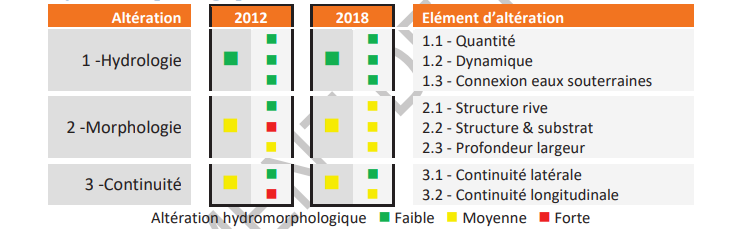 Altération 2012 2018 Elément d'altération
1 -Hydrologie
1.1 - Quantité
1.2 - Dynamique
1.3 - Connexion eaux souterraines
2 -Morphologie
2.1 - Structure rive
2.2 - Structure & substrat
2.3 - Profondeur largeur
3 -Continuité
3.1 - Continuité latérale
3.2 - Continuité longitudinale
Altération hydromorphologique Faible Moyenne Forte